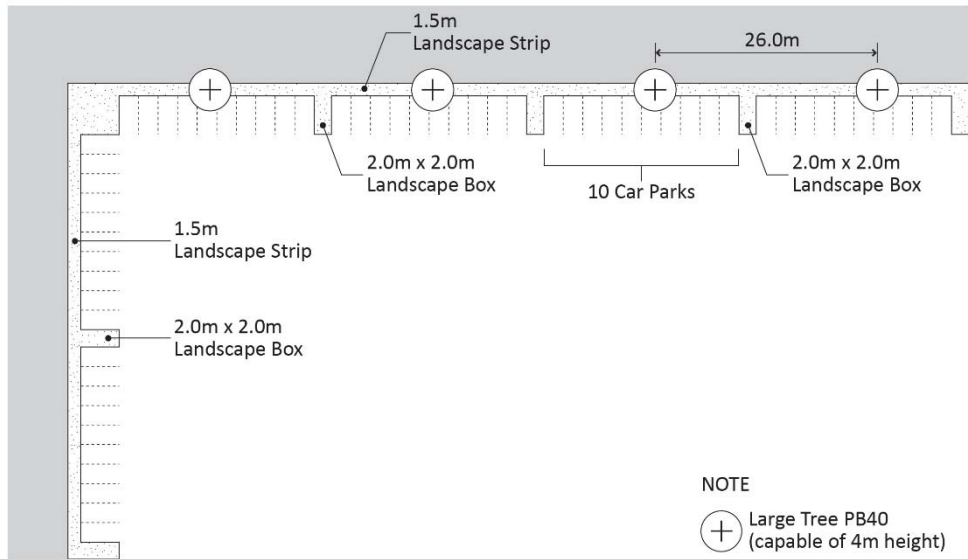 1.5m
Landscape Strip
26.0m
2.0m x 2.0m
Landscape Box
10 Car Parks
2.0m x 2.0m
Landscape Box
1.5m
Landscape Strip
2.0m x 2.0m
Landscape Box
NOTE
Large Tree PB40
(capable of 4m height)